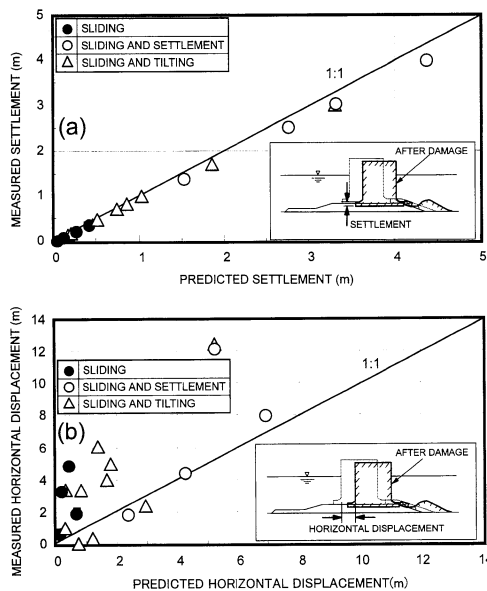 5
SLIDING
SLIDING AND SETTLEMENT
SLIDING AND TILTING
4
1:1
3
(a)
AFTER DAMAGE
2
1
SETTLEMENT
0
0 1 2 3 4 5
MEASURED SETTLEMENT (m)
PREDICTED SETTLEMENT (m)
14
12
1:1
SLIDING
SLIDING AND SETTLEMENT
SLIDING AND TILTING
10
8
(b)
AFTER DAMAGE
6
4
2
HORIZONTAL DISPLACEMENT
0
0 2 4 6 8 10 12 14
MEASURED HORIZONTAL DISPLACEMENT (m)
PREDICTED HORIZONTAL DISPLACEMENT(m)